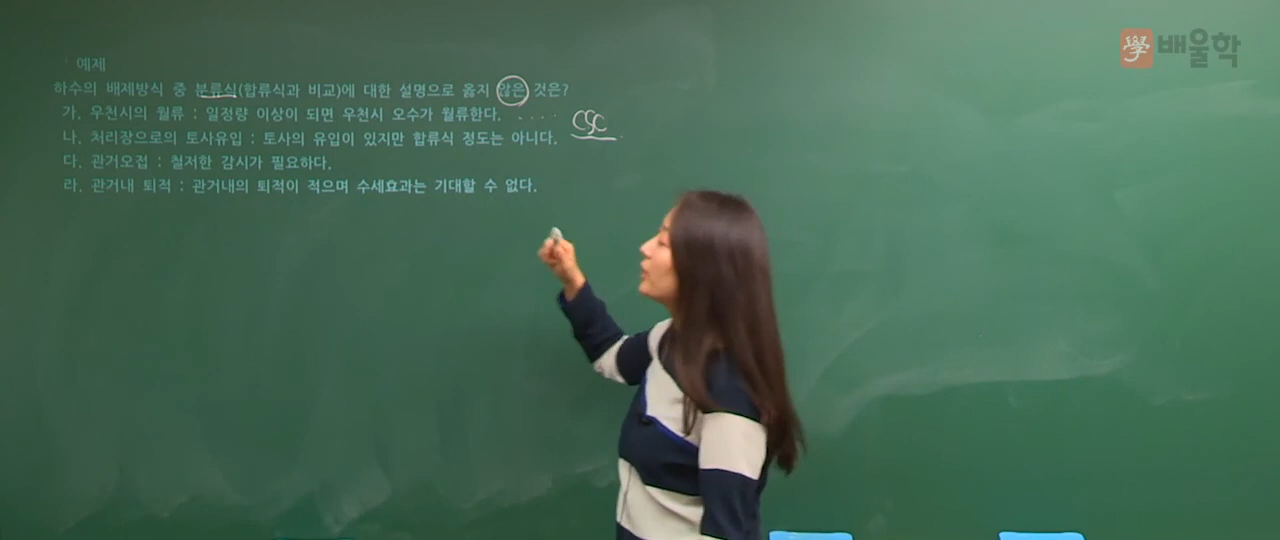 學 배울학
예제
하수의 배제방식 중 분류식(합류식과 비교)에 대한 설명으로 옳지 않은 것은?
가. 우천시의 월류 : 일정량 이상이 되면 우천시 오수가 월류한다.
나. 처리장으로의 토사유입 : 토사의 유입이 있지만 합류식 정도는 아니다.
다. 관거오접 : 철저한 감시가 필요하다.
라. 관거내 퇴적 : 관거내의 퇴적이 적으며 수세효과는 기대할 수 없다.